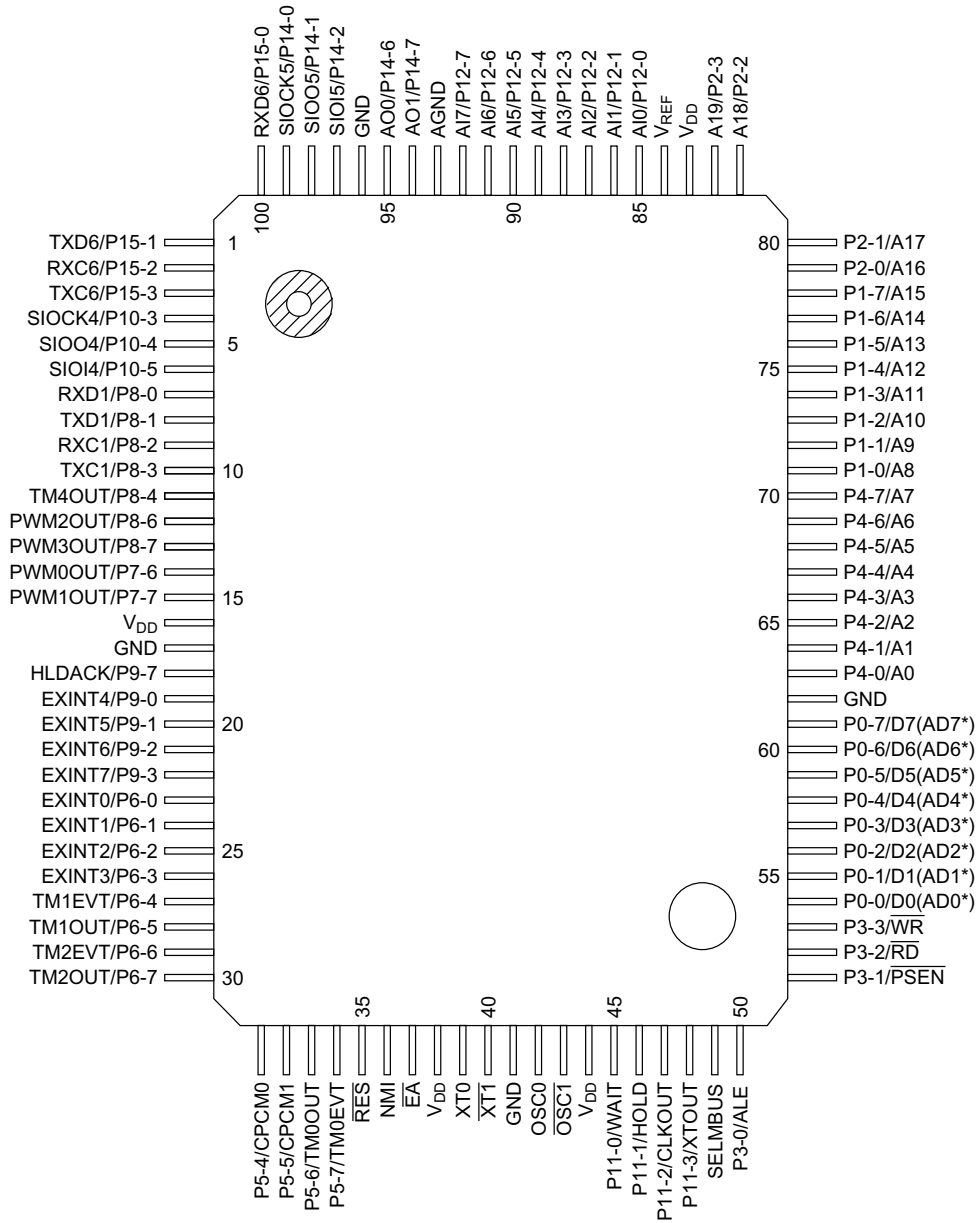 RXD6/P15-0
SIOCK5/P14-0
SIOO5/P14-1
SIOI5/P14-2
GND
AO0/P14-6
AO1/P14-7
AGND
AI7/P12-7
AI6/P12-6
AI5/P12-5
AI4/P12-4
AI3/P12-3
AI2/P12-2
AI1/P12-1
AI0/P12-0
VREF
VDD
A19/P2-3
A18/P2-2
100
95
90
85
TXD6/P15-1 1
RXC6/P15-2
TXC6/P15-3
SIOCK4/P10-3
SIOO4/P10-4 5
SIOI4/P10-5
RXD1/P8-0
TXD1/P8-1
RXC1/P8-2
TXC1/P8-3 10
TM4OUT/P8-4
PWM2OUT/P8-6
PWM3OUT/P8-7
PWM0OUT/P7-6
PWM1OUT/P7-7 15
VDD
GND
HLDACK/P9-7
EXINT4/P9-0
EXINT5/P9-1 20
EXINT6/P9-2
EXINT7/P9-3
EXINT0/P6-0
EXINT1/P6-1
EXINT2/P6-2 25
EXINT3/P6-3
TM1EVT/P6-4
TM1OUT/P6-5
TM2EVT/P6-6
TM2OUT/P6-7 30
80 P2-1/A17
P2-0/A16
P1-7/A15
P1-6/A14
P1-5/A13
75 P1-4/A12
P1-3/A11
P1-2/A10
P1-1/A9
P1-0/A8
70 P4-7/A7
P4-6/A6
P4-5/A5
P4-4/A4
P4-3/A3
65 P4-2/A2
P4-1/A1
P4-0/A0
GND
P0-7/D7(AD7*)
60 P0-6/D6(AD6*)
P0-5/D5(AD5*)
P0-4/D4(AD4*)
P0-3/D3(AD3*)
P0-2/D2(AD2*)
55 P0-1/D1(AD1*)
P0-0/D0(AD0*)
P3-3/WR
P3-2/RD
P3-1/PSEN
35
40
45
50
P5-4/CPCM0
P5-5/CPCM1
P5-6/TM0OUT
P5-7/TM0EVT
RES
NMI
EA
VDD
XT0
XT1
GND
OSC0
OSC1
VDD
P11-0/WAIT
P11-1/HOLD
P11-2/CLKOUT
P11-3/XTOUT
SELMBUS
P3-0/ALE